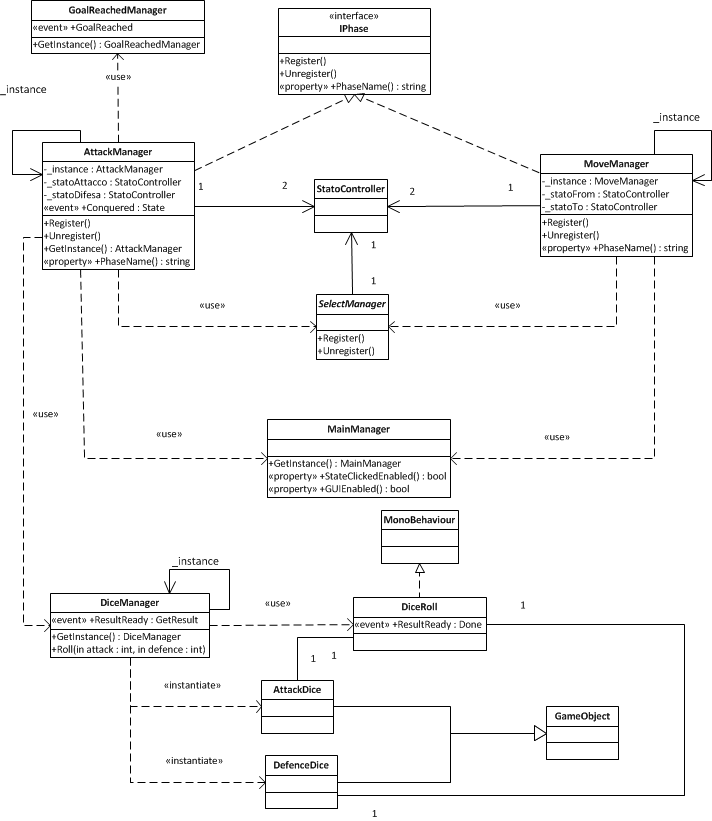 GoalReachedManager
«event» +GoalReached
+GetInstance() : GoalReachedManager
«interface»
IPhase
+Register()
+Unregister()
«property» +PhaseName() : string
«use»
_instance
_instance
AttackManager
-_instance : AttackManager
-_statoAttacco : StatoController
-_statoDifesa : StatoController
«event» +Conquered : State
+Register()
+Unregister()
+GetInstance() : AttackManager
«property» +PhaseName() : string
1
2
StatoController
2
1
MoveManager
-_instance : MoveManager
-_statoFrom : StatoController
-_statoTo : StatoController
+Register()
+Unregister()
«property» +PhaseName() : string
1
1
«use»
SelectManager
+Register()
+Unregister()
«use»
«use»
«use»
MainManager
+GetInstance() : MainManager
«property» +StateClickedEnabled() : bool
«property» +GUIEnabled() : bool
«use»
MonoBehaviour
_instance
DiceManager
«event» +ResultReady : GetResult
+GetInstance() : DiceManager
+Roll(in attack : int, in defence : int)
«use»
DiceRoll
«event» +ResultReady : Done
1
1
1
«instantiate»
AttackDice
GameObject
«instantiate»
DefenceDice
1